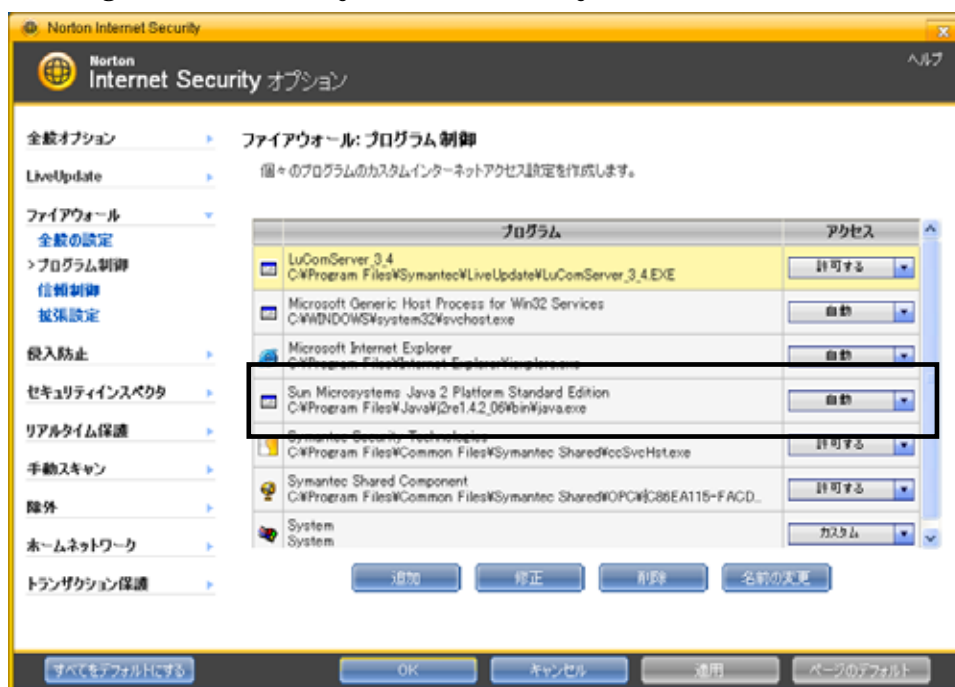 Norton Internet Security
ヘルプ
Norton
Internet Security オプション
全般オプション
LiveUpdate
ファイアウォール
全般の設定
>プログラム制御
信頼制御
拡張設定
侵入防止
セキュリティインスペクタ
リアルタイム保護
手動スキャン
除外
ホームネットワーク
トランザクション保護
ファイアウォール: プログラム制御
個々のプログラムのカスタムインターネットアクセス設定を作成します。
プログラム アクセス
LuComServer_3_4
C:¥Program Files¥Symantec¥LiveUpdate¥LuComServer_3_4.EXE
許可する
Microsoft Generic Host Process for Win32 Services
C:¥WINDOWS¥system32¥svchost.exe
自動
Microsoft Internet Explorer
C:¥Program Files¥Internet Explorer¥iexplore.exe
自動
Sun Microsystems Java 2 Platform Standard Edition
C:¥Program Files¥Java¥j2re1.4.2_06¥bin¥java.exe
自動
Symantec Security Technologies
C:¥Program Files¥Common Files¥Symantec Shared¥ccSvcHst.exe
許可する
Symantec Shared Component
C:¥Program Files¥Common Files¥Symantec Shared¥OPC¥{C86EA115-FACD...
許可する
System
System
カスタム
追加 修正 削除 名前の変更
すべてをデフォルトにする OK キャンセル 適用 ページのデフォルト